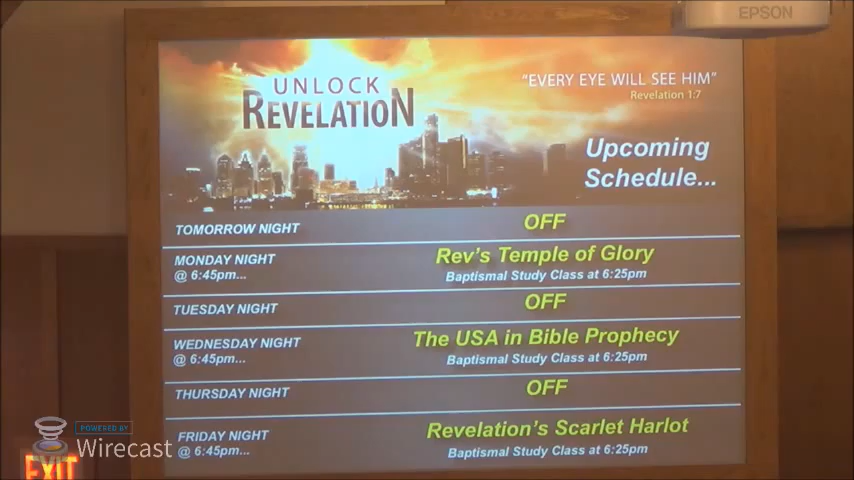 EPSON
UNLOCK
REVELATION
"EVERY EYE WILL SEE HIM"
Revelation 1:7
Upcoming
Schedule...
TOMORROW NIGHT OFF
MONDAY NIGHT Rev's Temple of Glory
@ 6:45pm... Baptismal Study Class at 6:25pm
TUESDAY NIGHT OFF
WEDNESDAY NIGHT The USA in Bible Prophecy
@ 6:45pm... Baptismal Study Class at 6:25pm
THURSDAY NIGHT OFF
FRIDAY NIGHT Revelation's Scarlet Harlot
@ 6:45pm... Baptismal Study Class at 6:25pm
POWERED BY
Wirecast
EXIT